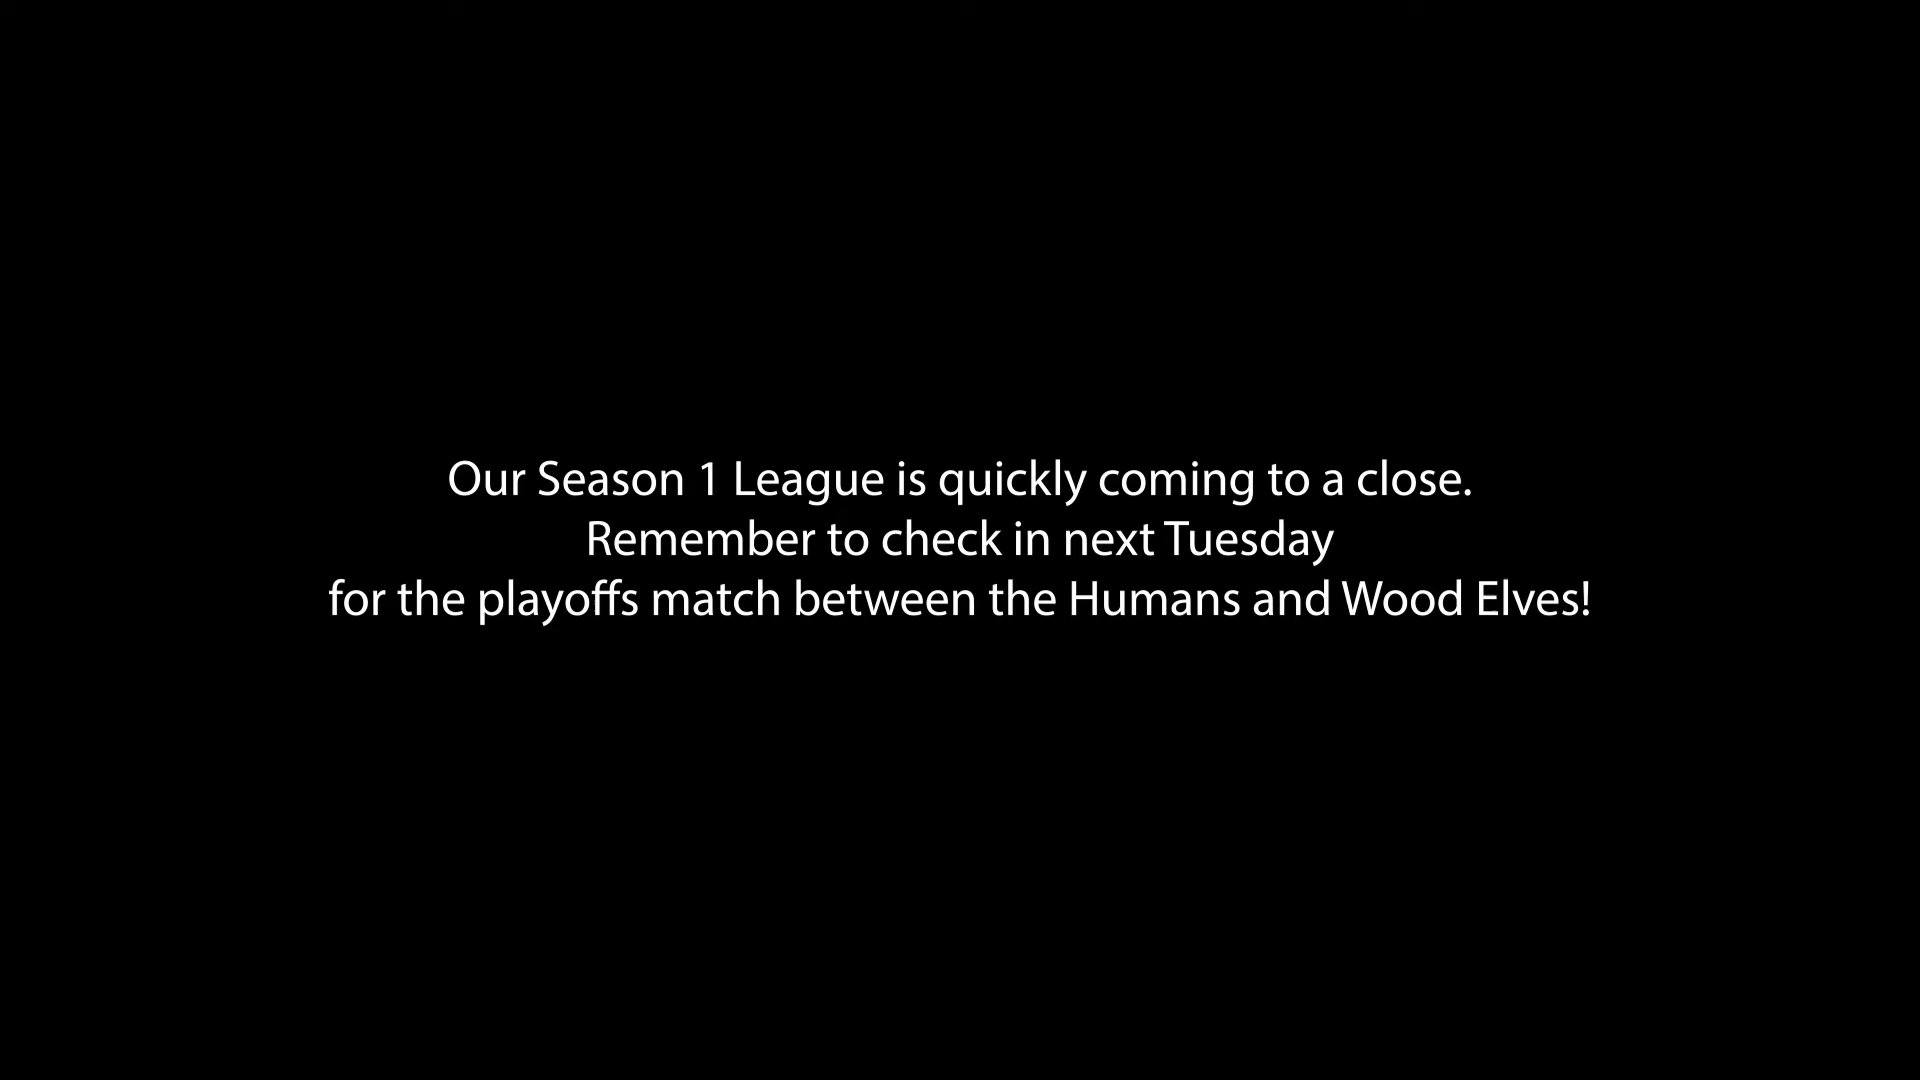 Our Season 1 League is quickly coming to a close.
Remember to check in next Tuesday
for the playoffs match between the Humans and Wood Elves!